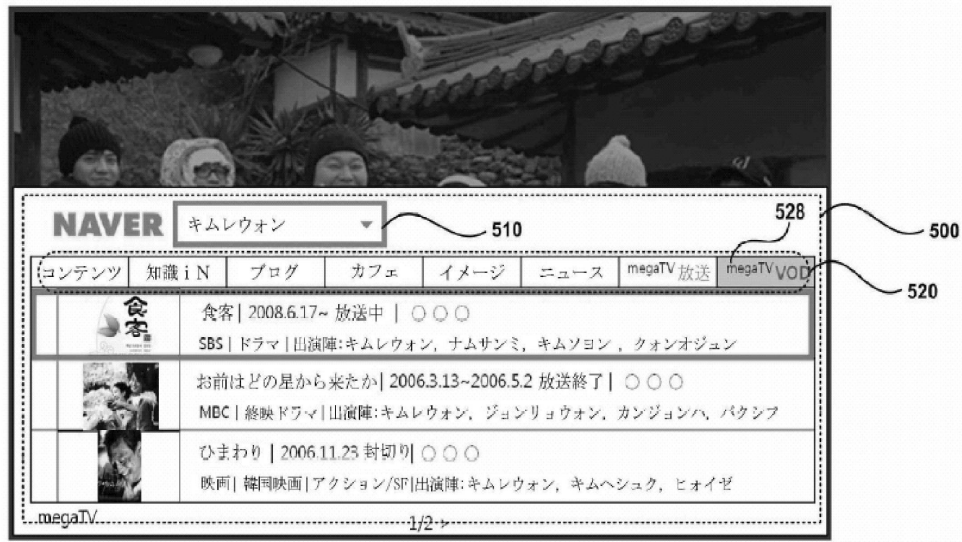 NAVER キムレウォン 510
528
500
コンテンツ 知識iN ブログ カフェ イメージ ニュース megaTV放送 megaTVVOD
520
食客
食客| 2008.6.17~ 放送中 | ○○○
SBS | ドラマ |出演陣:キムレウォン, ナムサンミ, キムソヨン , クォンオジュン
お前はどの星から来たか| 2006.3.13~2006.5.2 放送終了| ○○○
MBC | 終映ドラマ |出演陣:キムレウォン, ジョンリョウォン, カンジョンハ, パクシフ
ひまわり | 2006.11.23 封切り| ○○○
映画| 韓国映画| アクション/SF|出演陣:キムレウォン, キムヘシュク, ヒォイゼ
megaTV
1/2 >